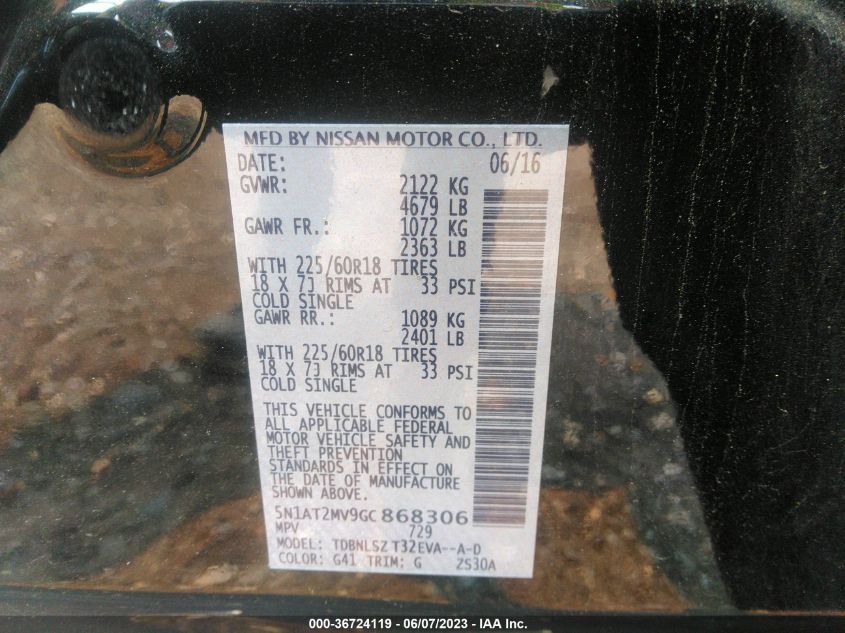 MFD BY NISSAN MOTOR CO., LTD.
DATE: 06/16
GVWR: 2122 KG
4679 LB
GAWR FR.: 1072 KG
2363 LB
WITH 225/60R18 TIRES
18 X 7J RIMS AT 33 PSI
COLD SINGLE
GAWR RR.: 1089 KG
2401 LB
WITH 225/60R18 TIRES
18 X 7J RIMS AT 33 PSI
COLD SINGLE
THIS VEHICLE CONFORMS TO
ALL APPLICABLE FEDERAL
MOTOR VEHICLE SAFETY AND
THEFT PREVENTION
STANDARDS IN EFFECT ON
THE DATE OF MANUFACTURE
SHOWN ABOVE.
5N1AT2MV9GC868306
MPV 729
MODEL: TDBNLSZ T32EVA--A-D
COLOR: G41 TRIM: G ZS30A
000-36724119 - 06/07/2023 - IAA Inc.